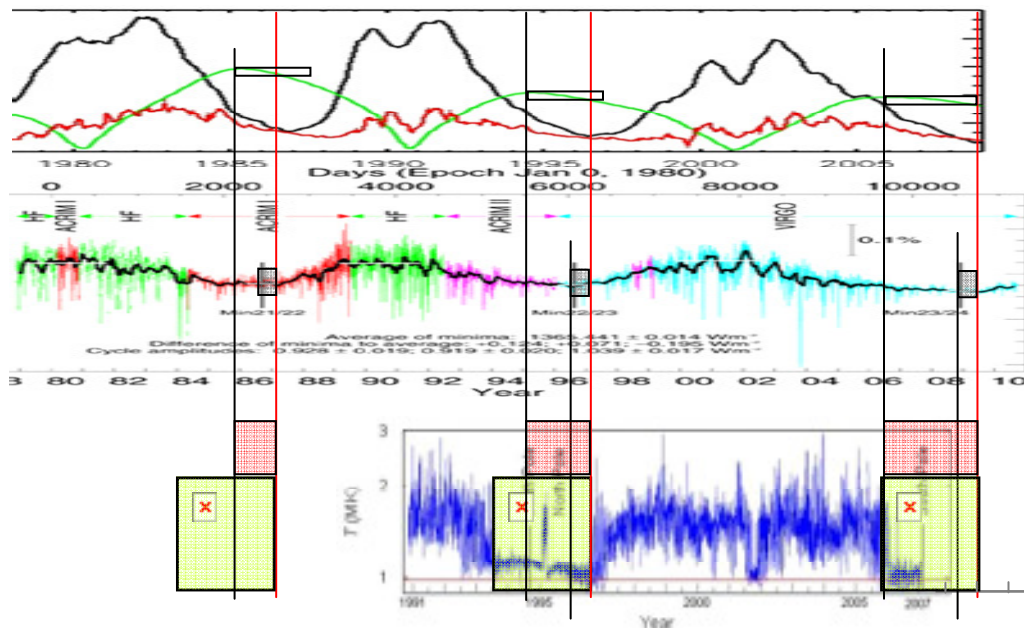 1980 1985 1990 1995 2000 2005
Days (Epoch Jan 0, 1980)
0 2000 4000 6000 8000 10000
HF ACRIM I HF ACRIM I HF ACRIM II VIRGO
0.1%
Min21/22 Min22/23 Min23/24
Average of minima: 1365.441 ± 0.014 Wm⁻²
Difference of minima to average: +0.124; +0.071; −0.195 Wm⁻²
Cycle amplitudes: 0.928 ± 0.019; 0.919 ± 0.020; 1.039 ± 0.017 Wm⁻²
8 80 82 84 86 88 90 92 94 96 98 00 02 04 06 08 10
Year
3
2
T (MK)
1
1991 1995 2000 2005 2007
Year